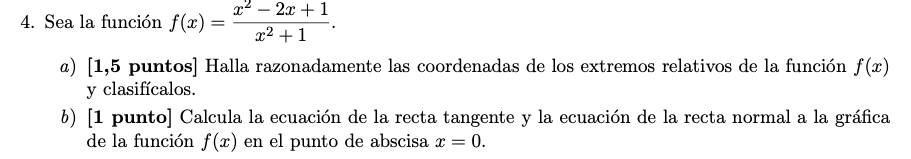 4. Sea la función f(x) = \frac{x^2 - 2x + 1}{x^2 + 1}.
a) [1,5 puntos] Halla razonadamente las coordenadas de los extremos relativos de la función f(x)
y clasifícalos.
b) [1 punto] Calcula la ecuación de la recta tangente y la ecuación de la recta normal a la gráfica
de la función f(x) en el punto de abscisa x = 0.